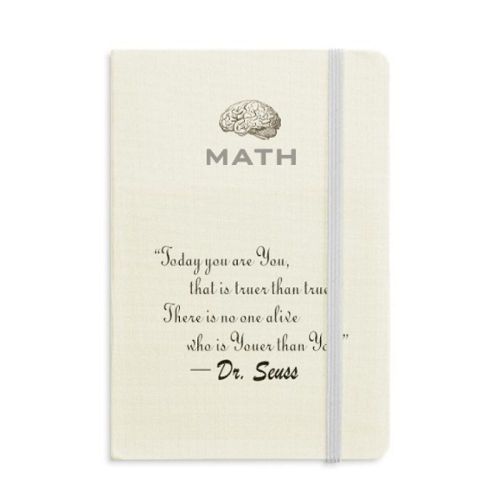 MATH
“Today you are You,
that is truer than true
There is no one alive
who is Youer than Yo ”
— Dr. Seuss